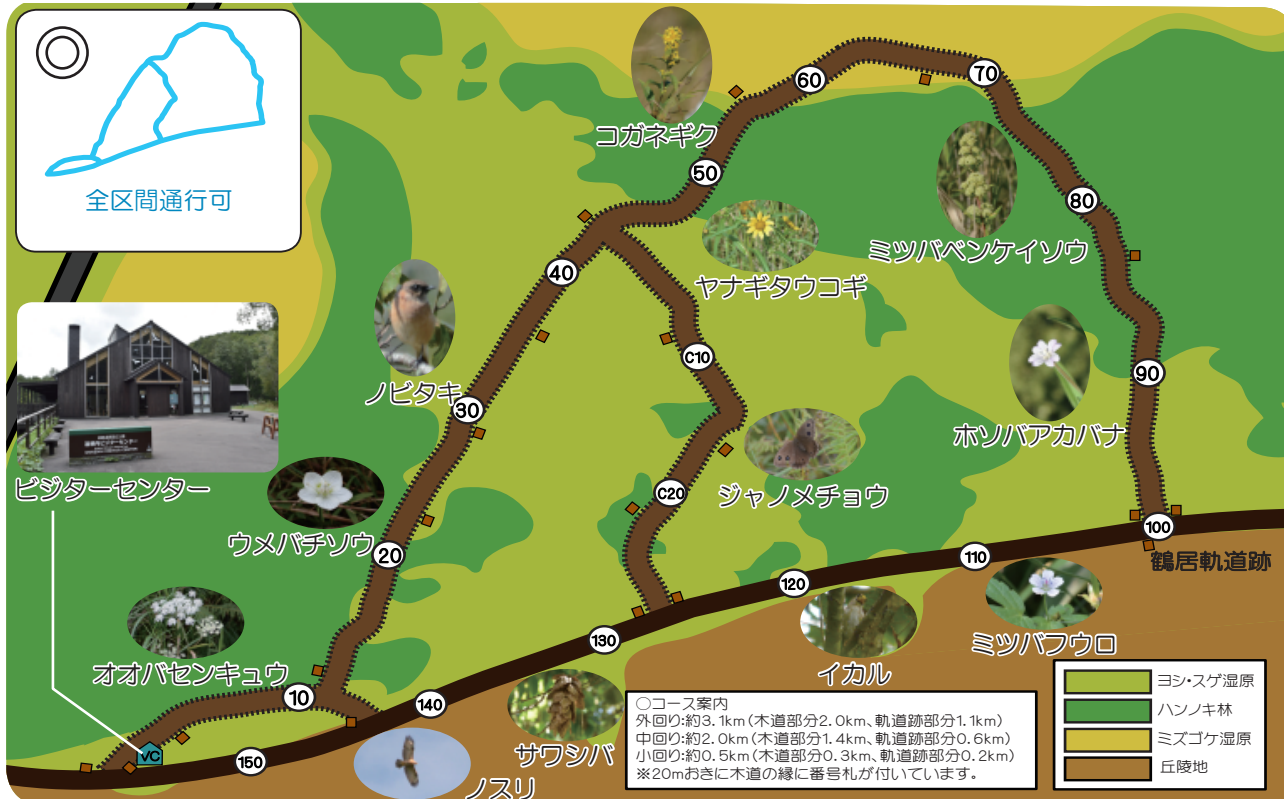 全区間通行可
コガネギク
60
70
50
ヤナギタウコギ
ミツバベンケイソウ
80
40
ノビタキ
C10
30
90
ホソバアカバナ
ビジターセンター
ウメバチソウ
20
C20
ジャノメチョウ
100
鶴居軌道跡
110
120
オオバセンキュウ
10
130
イカル
ミツバフウロ
140
サワシバ
VC
150
ノスリ
○コース案内
外回り:約3.1km(木道部分2.0km、軌道跡部分1.1km)
中回り:約2.0km(木道部分1.4km、軌道跡部分0.6km)
小回り:約0.5km(木道部分0.3km、軌道跡部分0.2km)
※20mおきに木道の縁に番号札が付いています。
ヨシ・スゲ湿原
ハンノキ林
ミズゴケ湿原
丘陵地